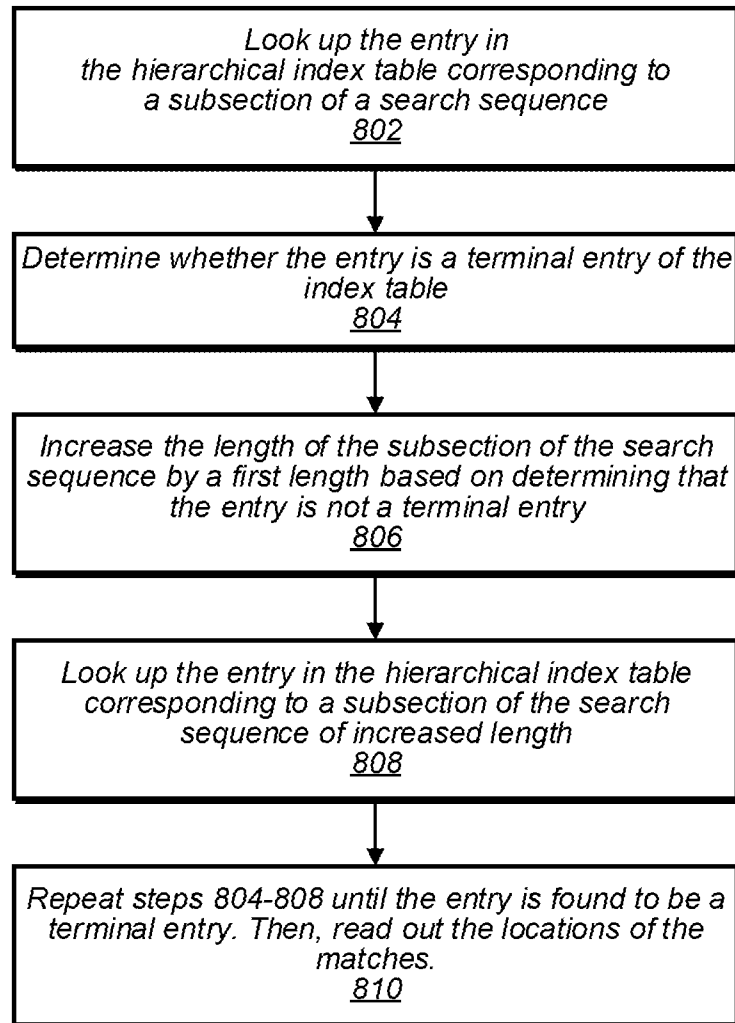 Look up the entry in
the hierarchical index table corresponding to
a subsection of a search sequence
802
Determine whether the entry is a terminal entry of the
index table
804
Increase the length of the subsection of the search
sequence by a first length based on determining that
the entry is not a terminal entry
806
Look up the entry in the hierarchical index table
corresponding to a subsection of the search
sequence of increased length
808
Repeat steps 804-808 until the entry is found to be a
terminal entry. Then, read out the locations of the
matches.
810